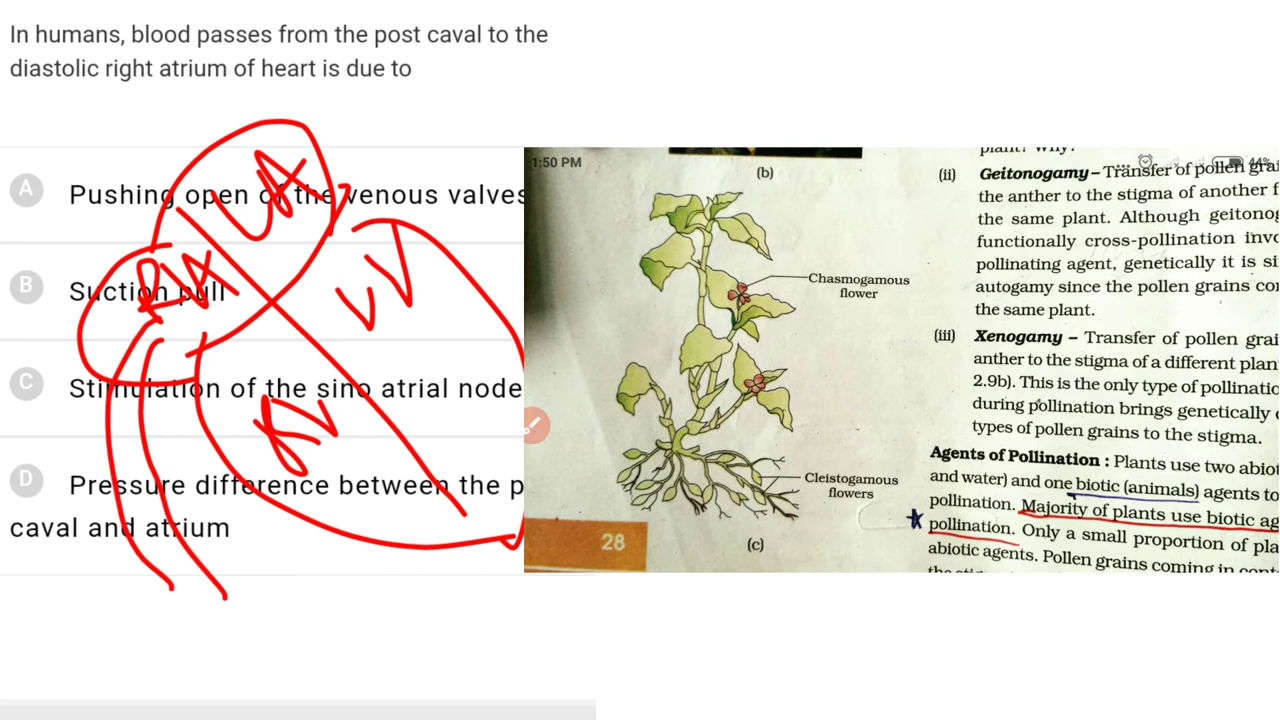 In humans, blood passes from the post caval to the
diastolic right atrium of heart is due to
A Pushing open of the venous valves
B Suction pull
C Stimulation of the sino atrial node
D Pressure difference between the p
caval and atrium
LA
RA
1:50 PM
44%
(b)
Chasmogamous
flower
Cleistogamous
flowers
28
(c)
plant? Why?
(ii) Geitonogamy – Transfer of pollen grai
the anther to the stigma of another f
the same plant. Although geitonog
functionally cross-pollination invo
pollinating agent, genetically it is si
autogamy since the pollen grains co
the same plant.
(iii) Xenogamy – Transfer of pollen grai
anther to the stigma of a different plan
2.9b). This is the only type of pollinatio
during pollination brings genetically
types of pollen grains to the stigma.
Agents of Pollination : Plants use two abiot
and water) and one biotic (animals) agents to
pollination. Majority of plants use biotic ag
pollination. Only a small proportion of pla
abiotic agents. Pollen grains coming in cont